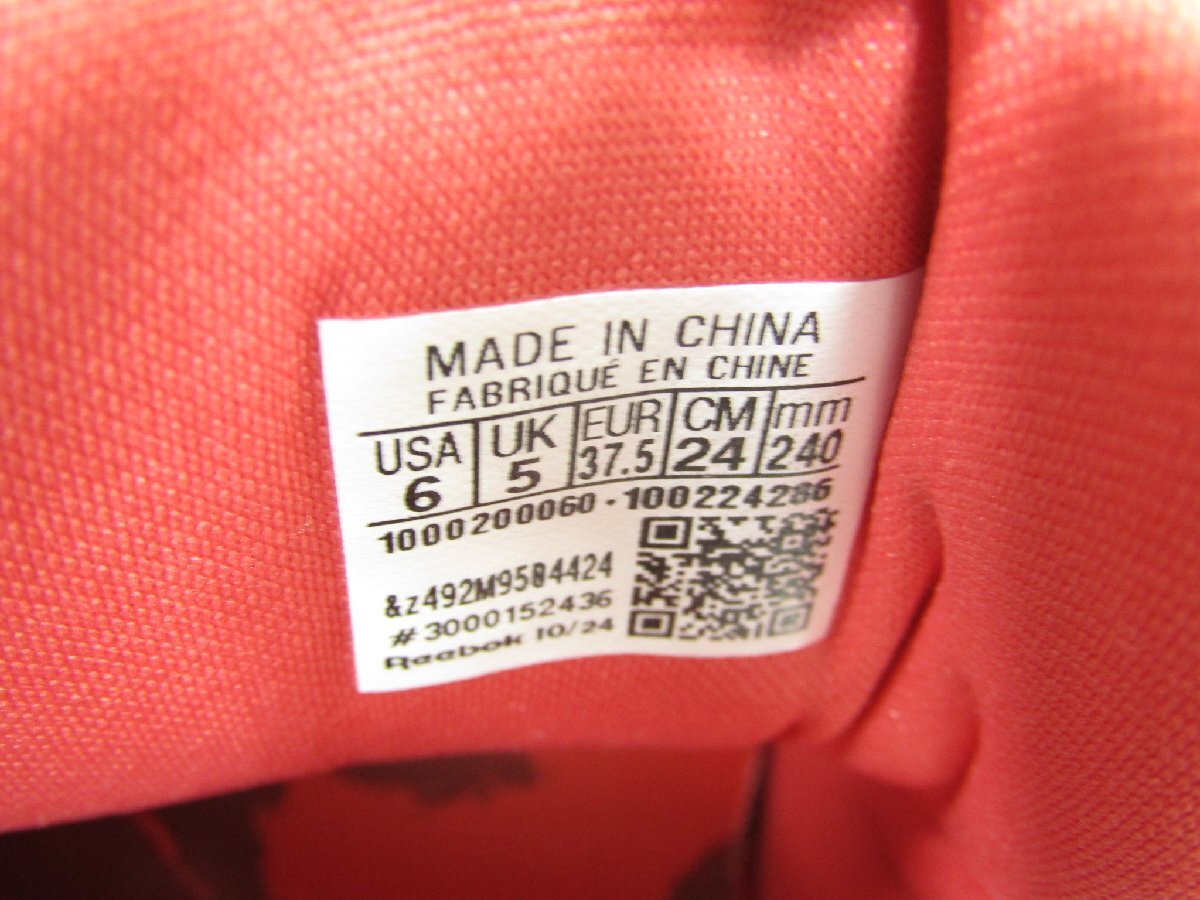 MADE IN CHINA
FABRIQUÉ EN CHINE
USA UK EUR CM mm
6 5 37.5 24 240
1000200060-100224286
&z492M9584424
#3000152436
Reebok 10/24